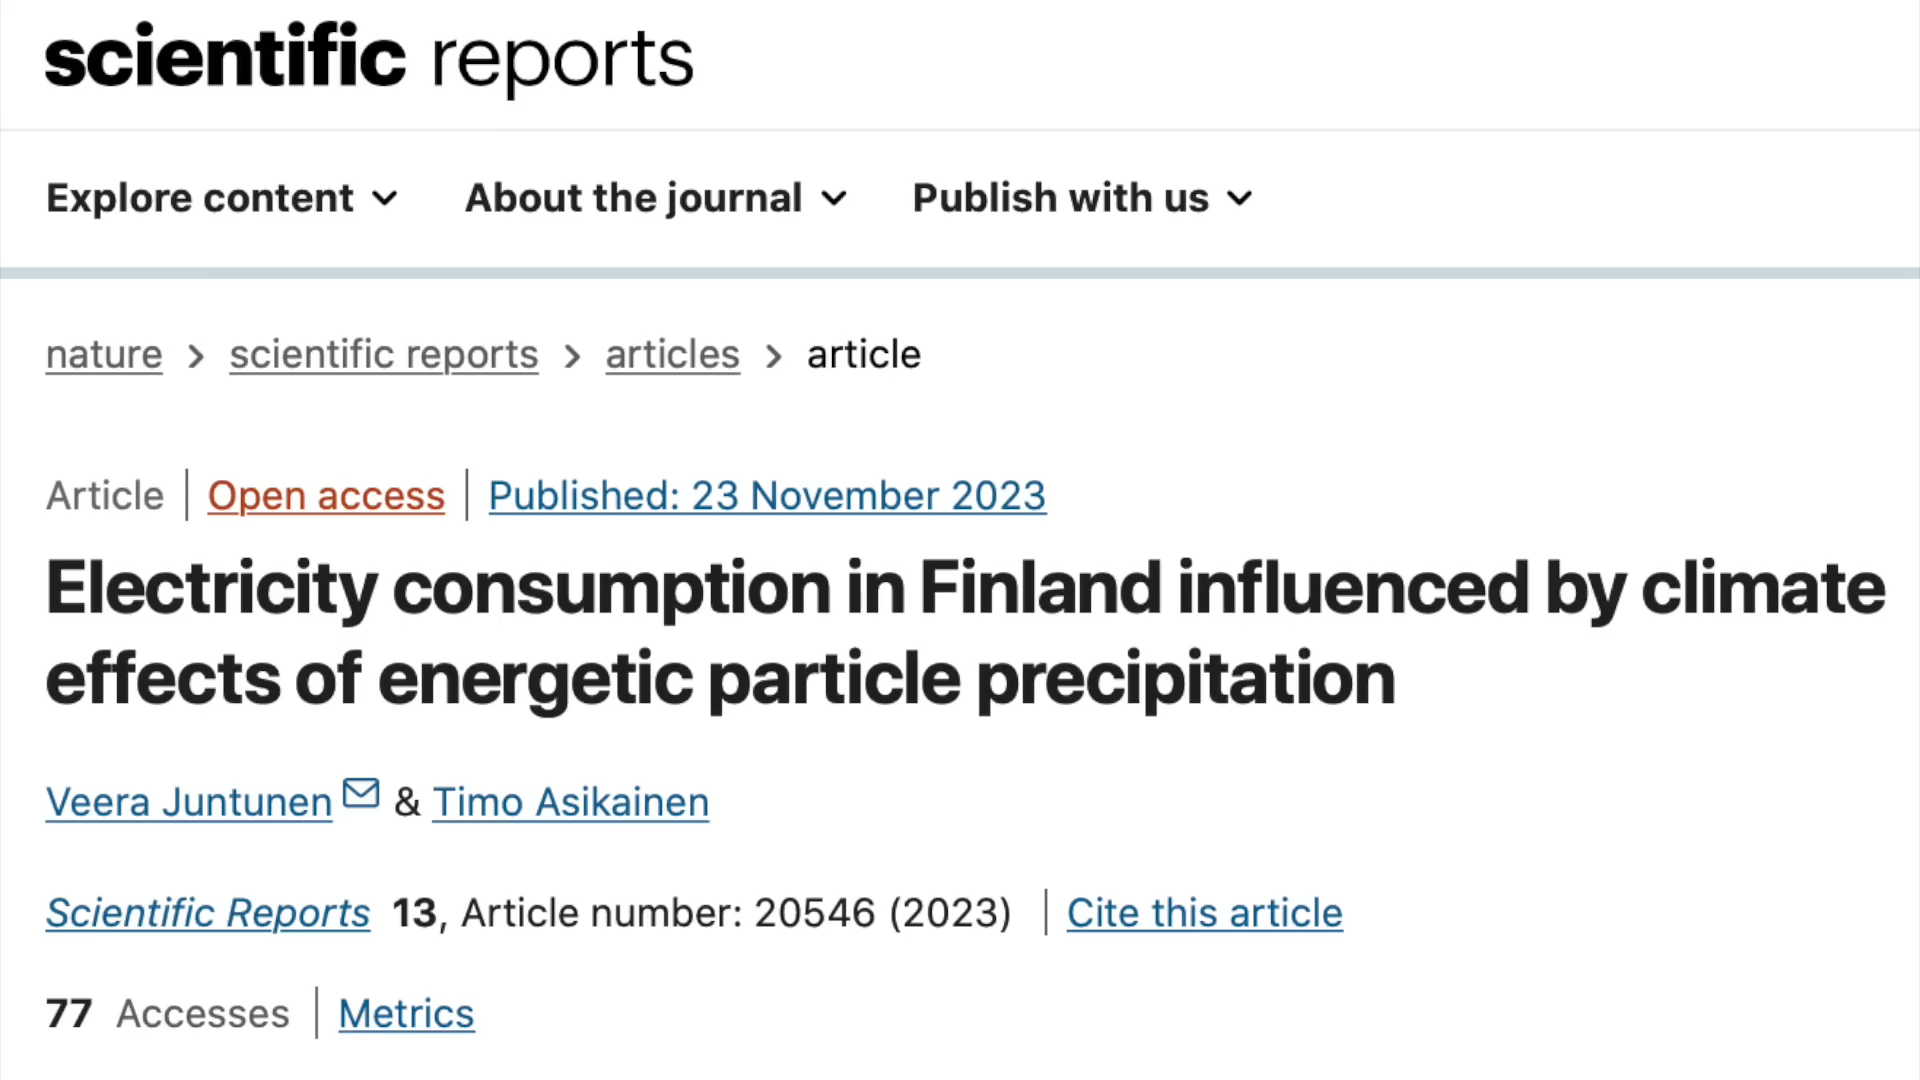 scientific reports
Explore content About the journal Publish with us
nature > scientific reports > articles > article
Article | Open access | Published: 23 November 2023
Electricity consumption in Finland influenced by climate
effects of energetic particle precipitation
Veera Juntunen & Timo Asikainen
Scientific Reports 13, Article number: 20546 (2023) | Cite this article
77 Accesses | Metrics